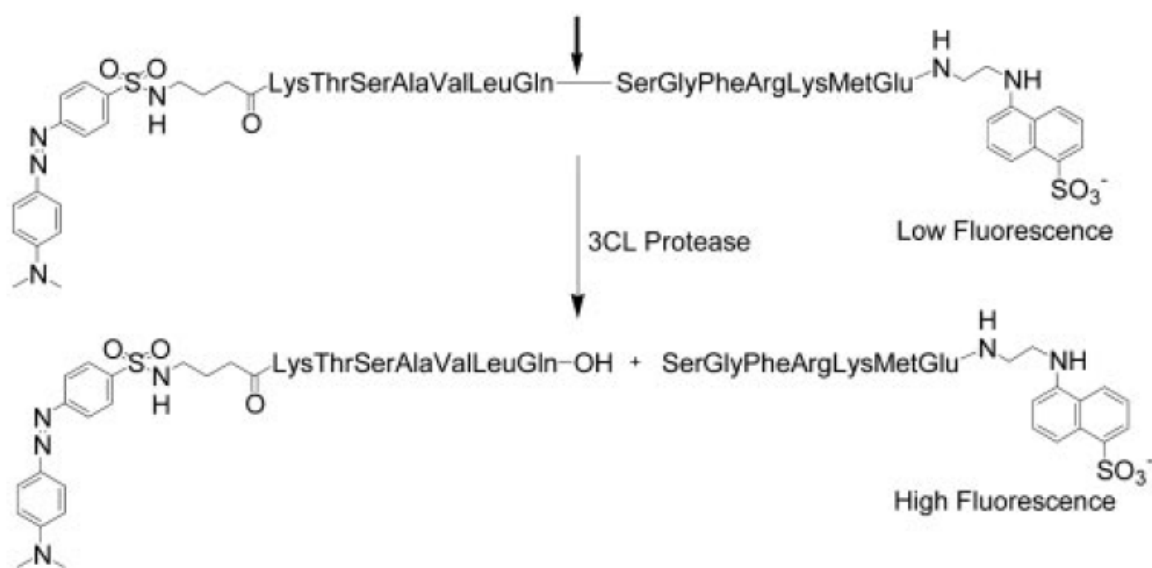 O O
S
N
H
O
N
N
N
LysThrSerAlaValLeuGln SerGlyPheArgLysMetGlu
H
N
NH
SO3-
Low Fluorescence
3CL Protease
O O
S
N
H
O
N
N
N
LysThrSerAlaValLeuGln-OH + SerGlyPheArgLysMetGlu
H
N
NH
SO3-
High Fluorescence